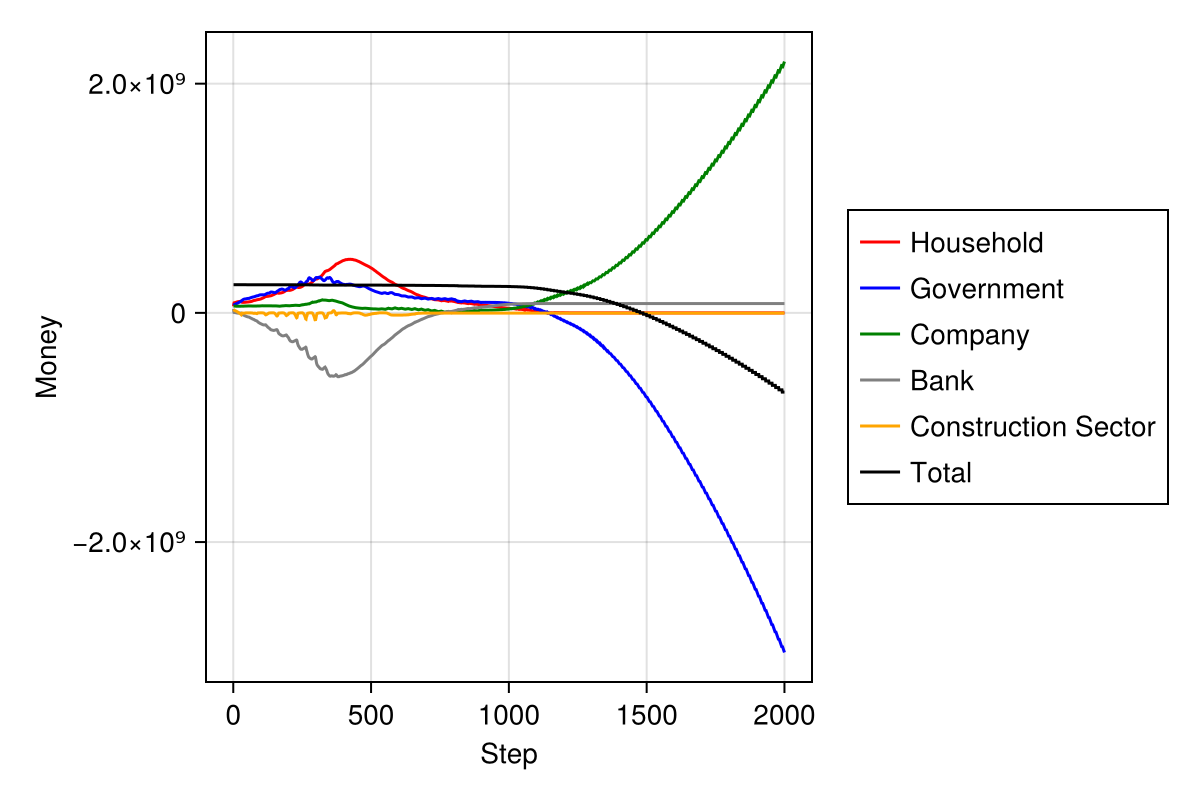 2.0×10⁹
0
−2.0×10⁹
Money
0
500
1000
1500
2000
Step
Household
Government
Company
Bank
Construction Sector
Total